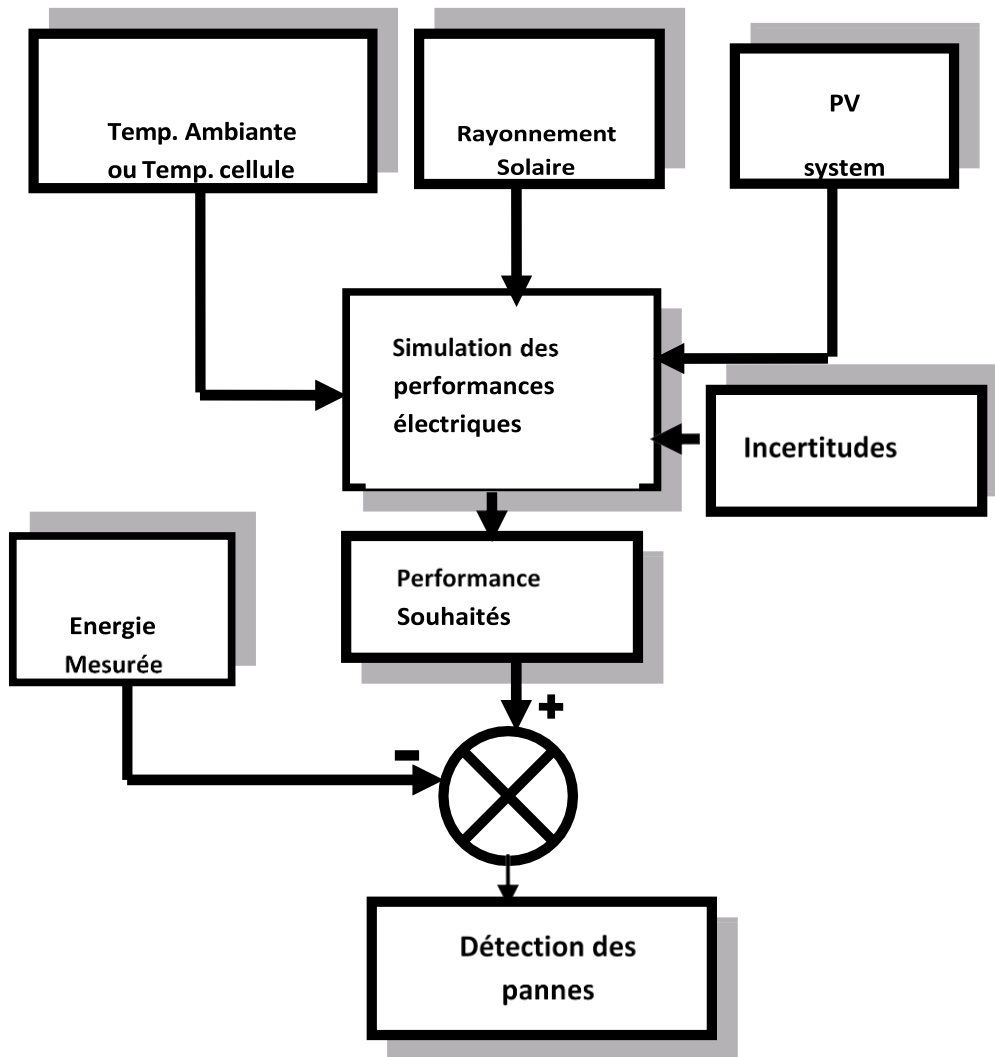 Temp. Ambiante
ou Temp. cellule
Rayonnement
Solaire
PV
system
Simulation des
performances
électriques
Incertitudes
Performance
Souhaités
Energie
Mesurée
+
-
Détection des
pannes